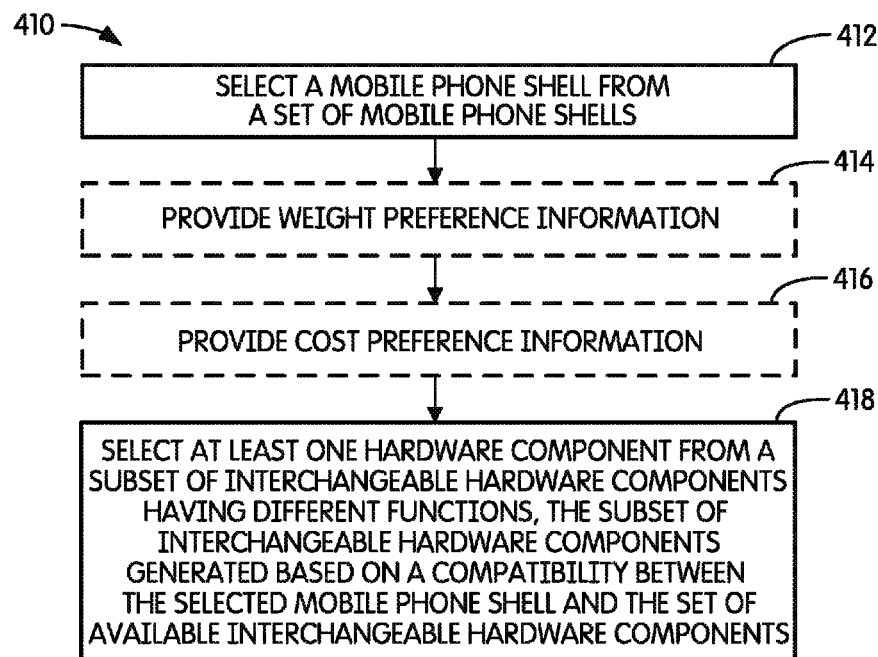 410
412
SELECT A MOBILE PHONE SHELL FROM
A SET OF MOBILE PHONE SHELLS
414
PROVIDE WEIGHT PREFERENCE INFORMATION
416
PROVIDE COST PREFERENCE INFORMATION
418
SELECT AT LEAST ONE HARDWARE COMPONENT FROM A
SUBSET OF INTERCHANGEABLE HARDWARE COMPONENTS
HAVING DIFFERENT FUNCTIONS, THE SUBSET OF
INTERCHANGEABLE HARDWARE COMPONENTS
GENERATED BASED ON A COMPATIBILITY BETWEEN
THE SELECTED MOBILE PHONE SHELL AND THE SET OF
AVAILABLE INTERCHANGEABLE HARDWARE COMPONENTS